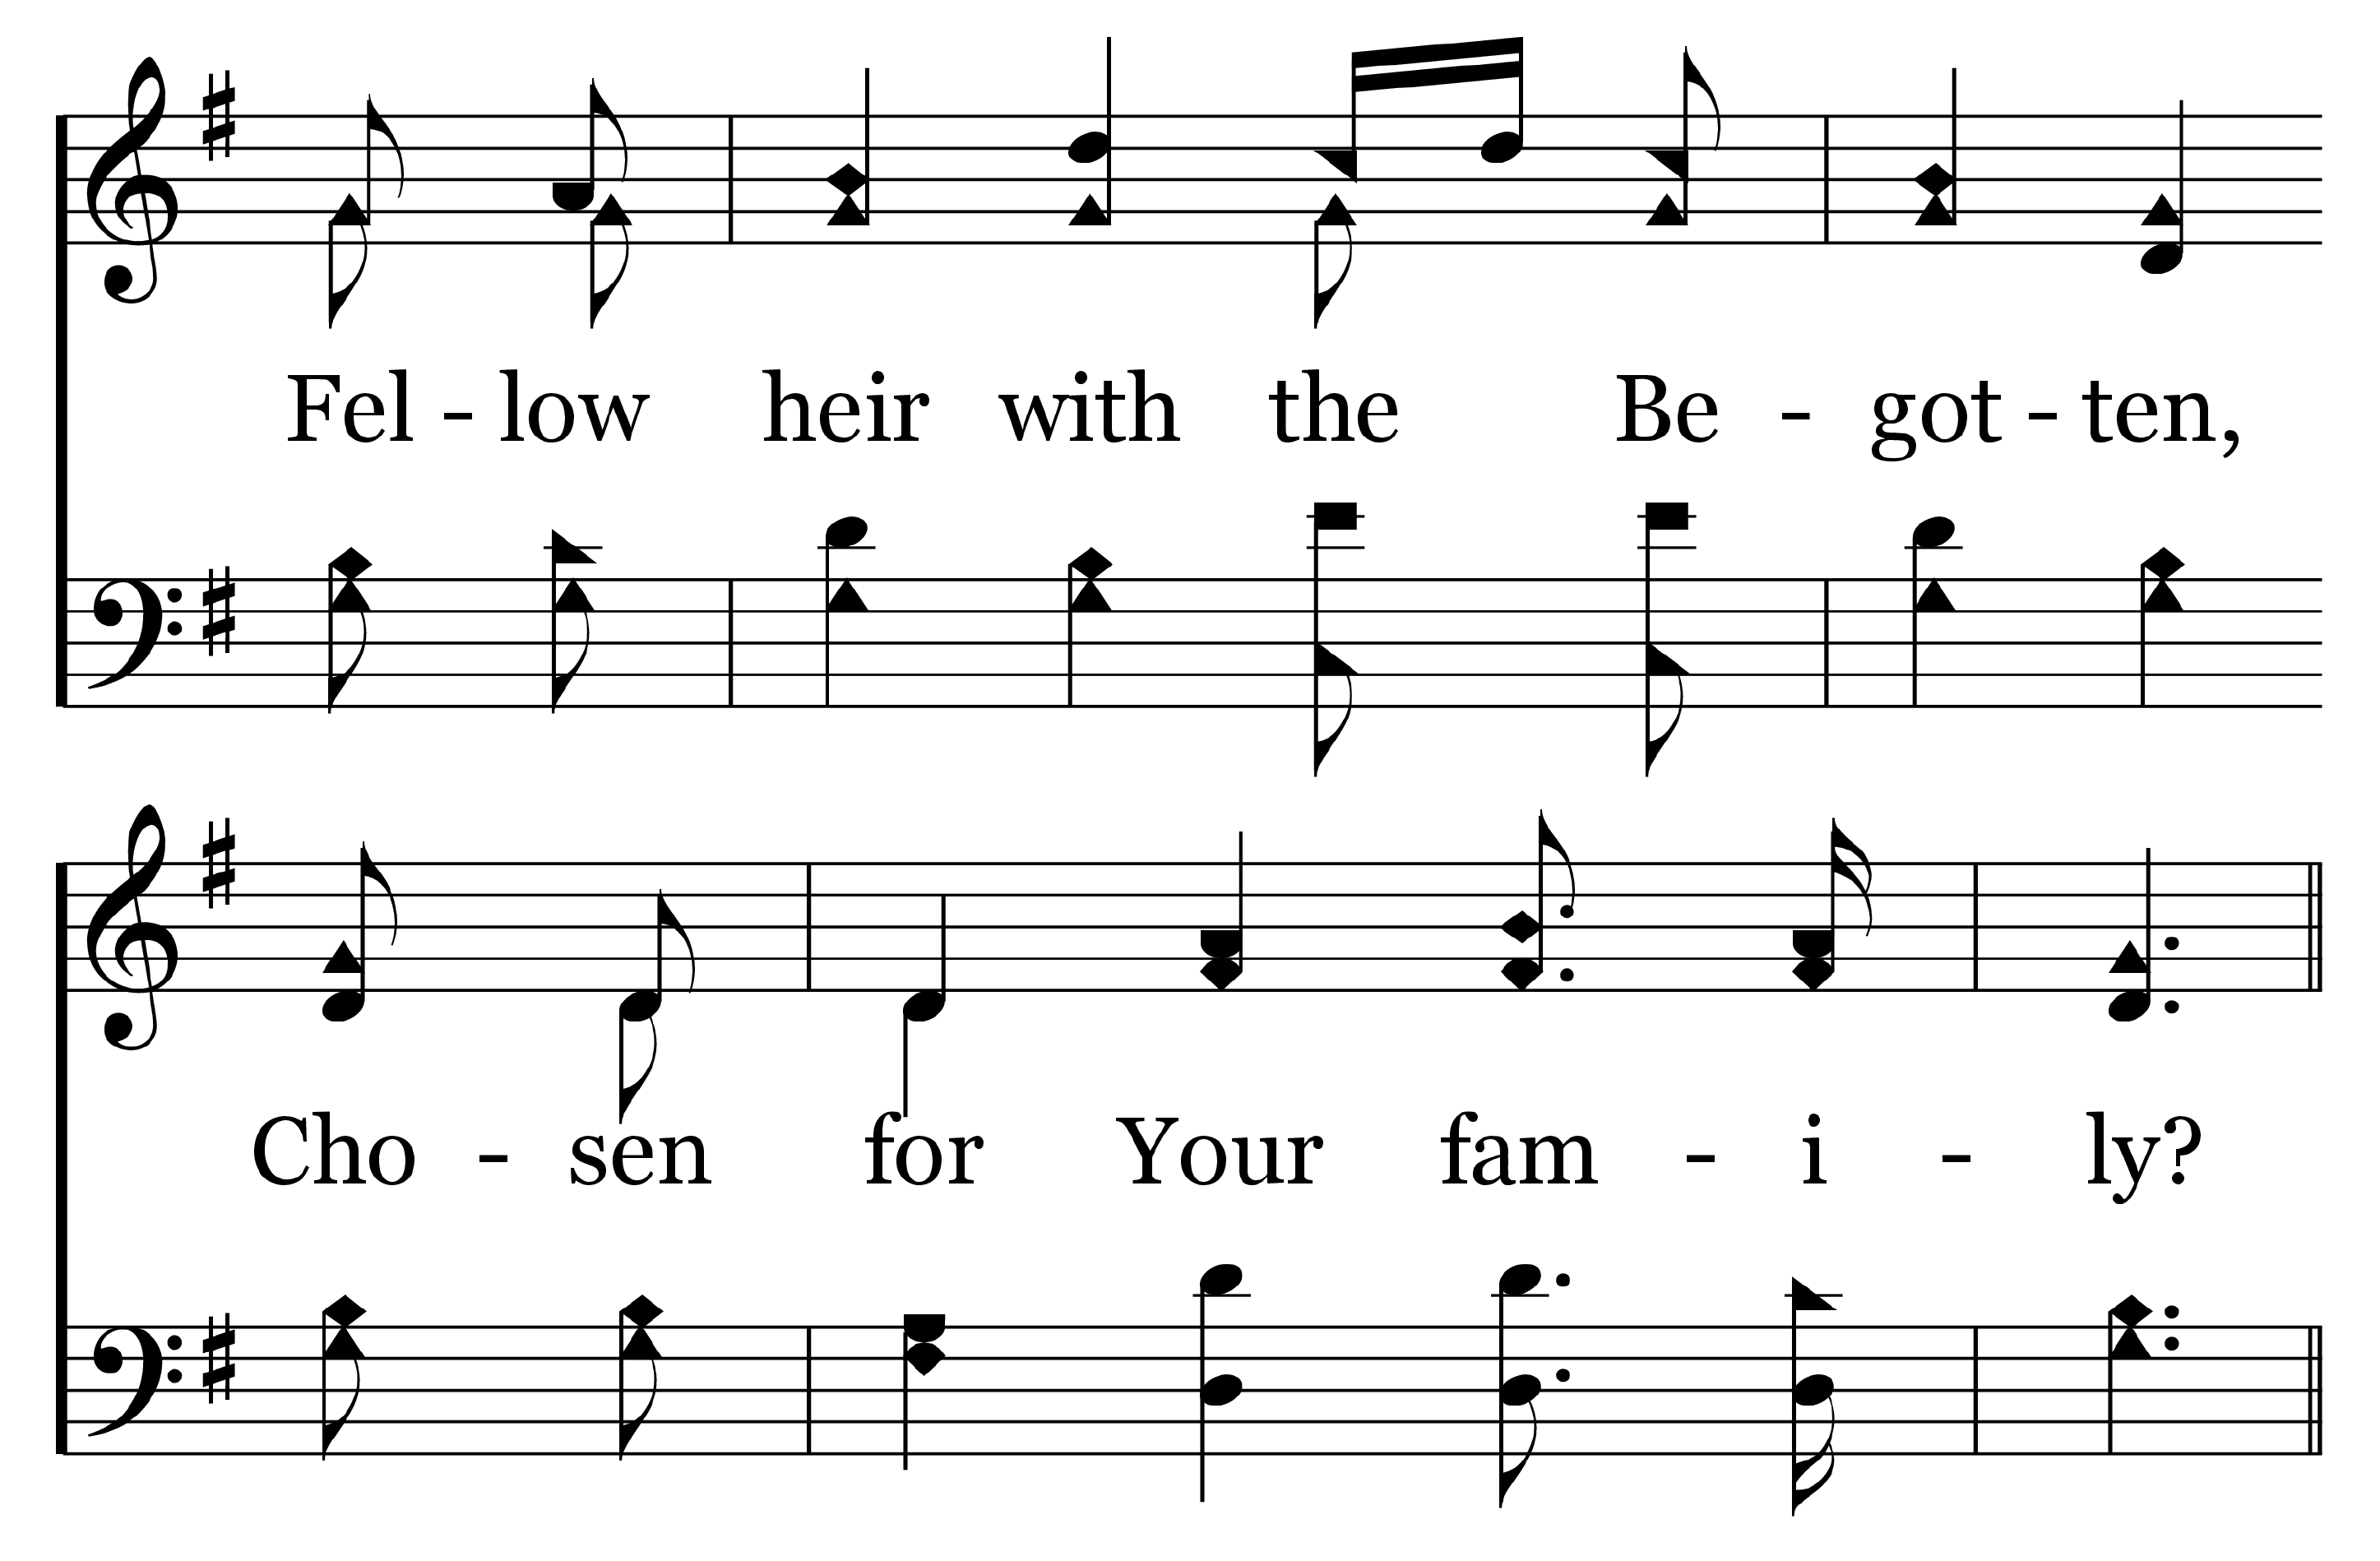 Fel - low heir with the Be - got - ten,
Cho - sen for Your fam - i - ly?